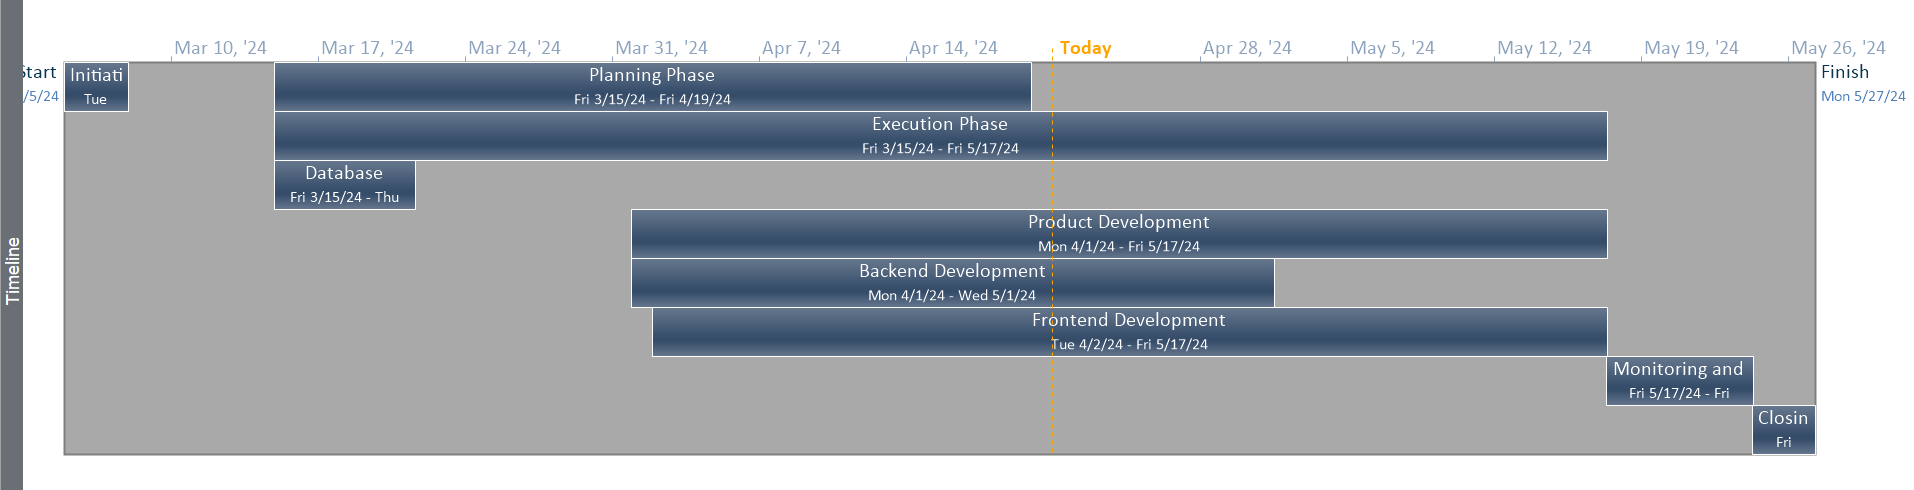 Mar 10, '24 Mar 17, '24 Mar 24, '24 Mar 31, '24 Apr 7, '24 Apr 14, '24 Today Apr 28, '24 May 5, '24 May 12, '24 May 19, '24 May 26, '24
Start
/5/24
Initiati
Tue
Planning Phase
Fri 3/15/24 - Fri 4/19/24
Finish
Mon 5/27/24
Execution Phase
Fri 3/15/24 - Fri 5/17/24
Database
Fri 3/15/24 - Thu
Product Development
Mon 4/1/24 - Fri 5/17/24
Backend Development
Mon 4/1/24 - Wed 5/1/24
Frontend Development
Tue 4/2/24 - Fri 5/17/24
Monitoring and
Fri 5/17/24 - Fri
Closin
Fri
Timeline